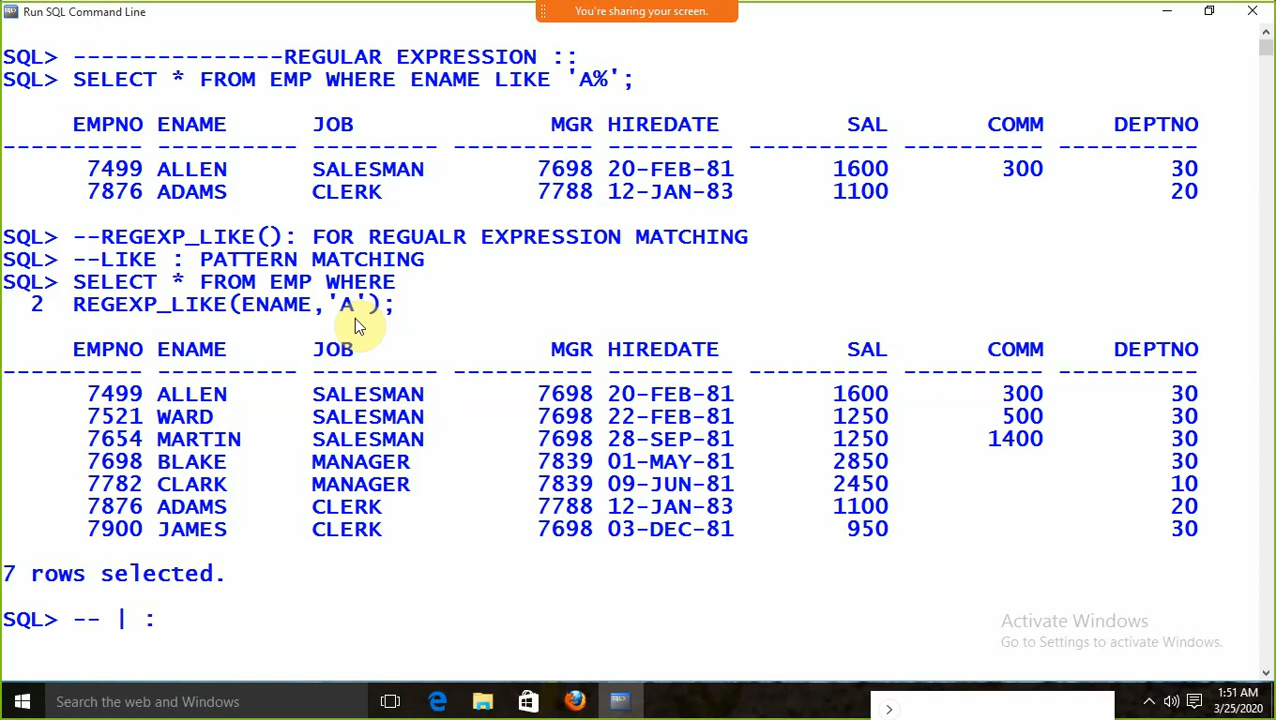 Run SQL Command Line
You're sharing your screen.
SQL> ---------------REGULAR EXPRESSION ::
SQL> SELECT * FROM EMP WHERE ENAME LIKE 'A%';
EMPNO ENAME JOB MGR HIREDATE SAL COMM DEPTNO
---------- ---------- --------- ---------- --------- ---------- ---------- ----------
7499 ALLEN SALESMAN 7698 20-FEB-81 1600 300 30
7876 ADAMS CLERK 7788 12-JAN-83 1100 20
SQL> --REGEXP_LIKE(): FOR REGUALR EXPRESSION MATCHING
SQL> --LIKE : PATTERN MATCHING
SQL> SELECT * FROM EMP WHERE
2 REGEXP_LIKE(ENAME,'A');
EMPNO ENAME JOB MGR HIREDATE SAL COMM DEPTNO
---------- ---------- --------- ---------- --------- ---------- ---------- ----------
7499 ALLEN SALESMAN 7698 20-FEB-81 1600 300 30
7521 WARD SALESMAN 7698 22-FEB-81 1250 500 30
7654 MARTIN SALESMAN 7698 28-SEP-81 1250 1400 30
7698 BLAKE MANAGER 7839 01-MAY-81 2850 30
7782 CLARK MANAGER 7839 09-JUN-81 2450 10
7876 ADAMS CLERK 7788 12-JAN-83 1100 20
7900 JAMES CLERK 7698 03-DEC-81 950 30
7 rows selected.
SQL> -- | :
Activate Windows
Go to Settings to activate Windows.
Search the web and Windows
1:51 AM
3/25/2020